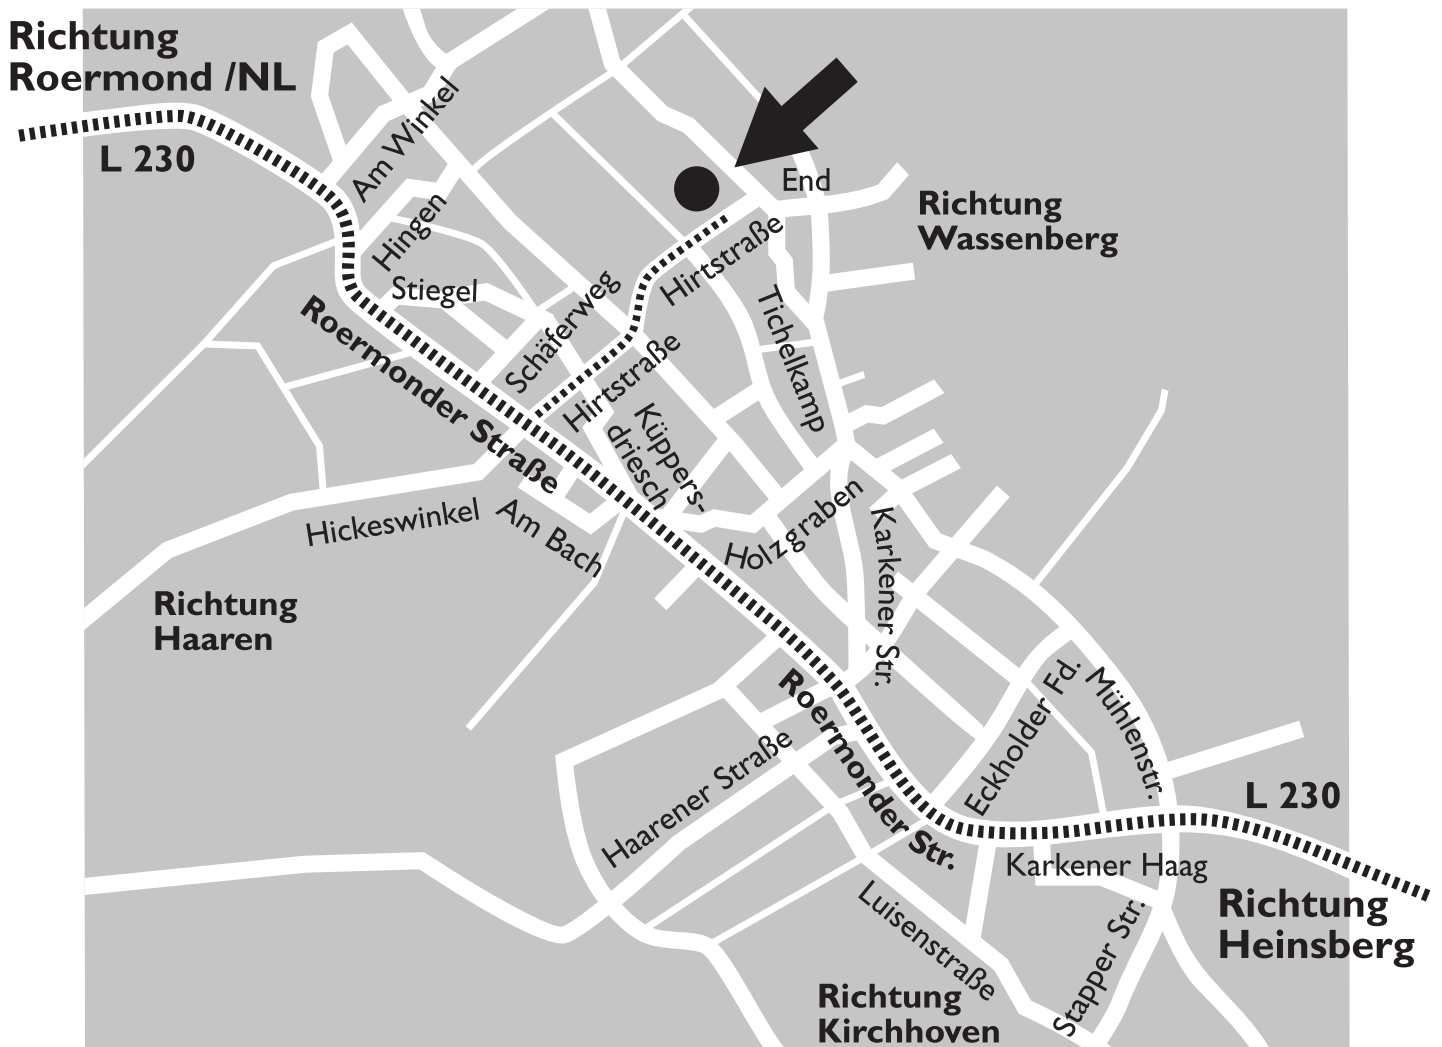 Richtung
Roermond /NL
L 230
Am Winkel
Hingen
Stiegel
End
Richtung
Wassenberg
Hirtstraße
Schäferweg
Tichelkamp
Roermonder Straße
Hirtstraße
Küppers-
driesch
Hickeswinkel
Am Bach
Holzgraben
Karkener Str.
Richtung
Haaren
Roermonder Str.
Eckholder Fd.
Mühlenstr.
Haarener Straße
L 230
Karkener Haag
Luisenstraße
Stapper Str.
Richtung
Heinsberg
Richtung
Kirchhoven